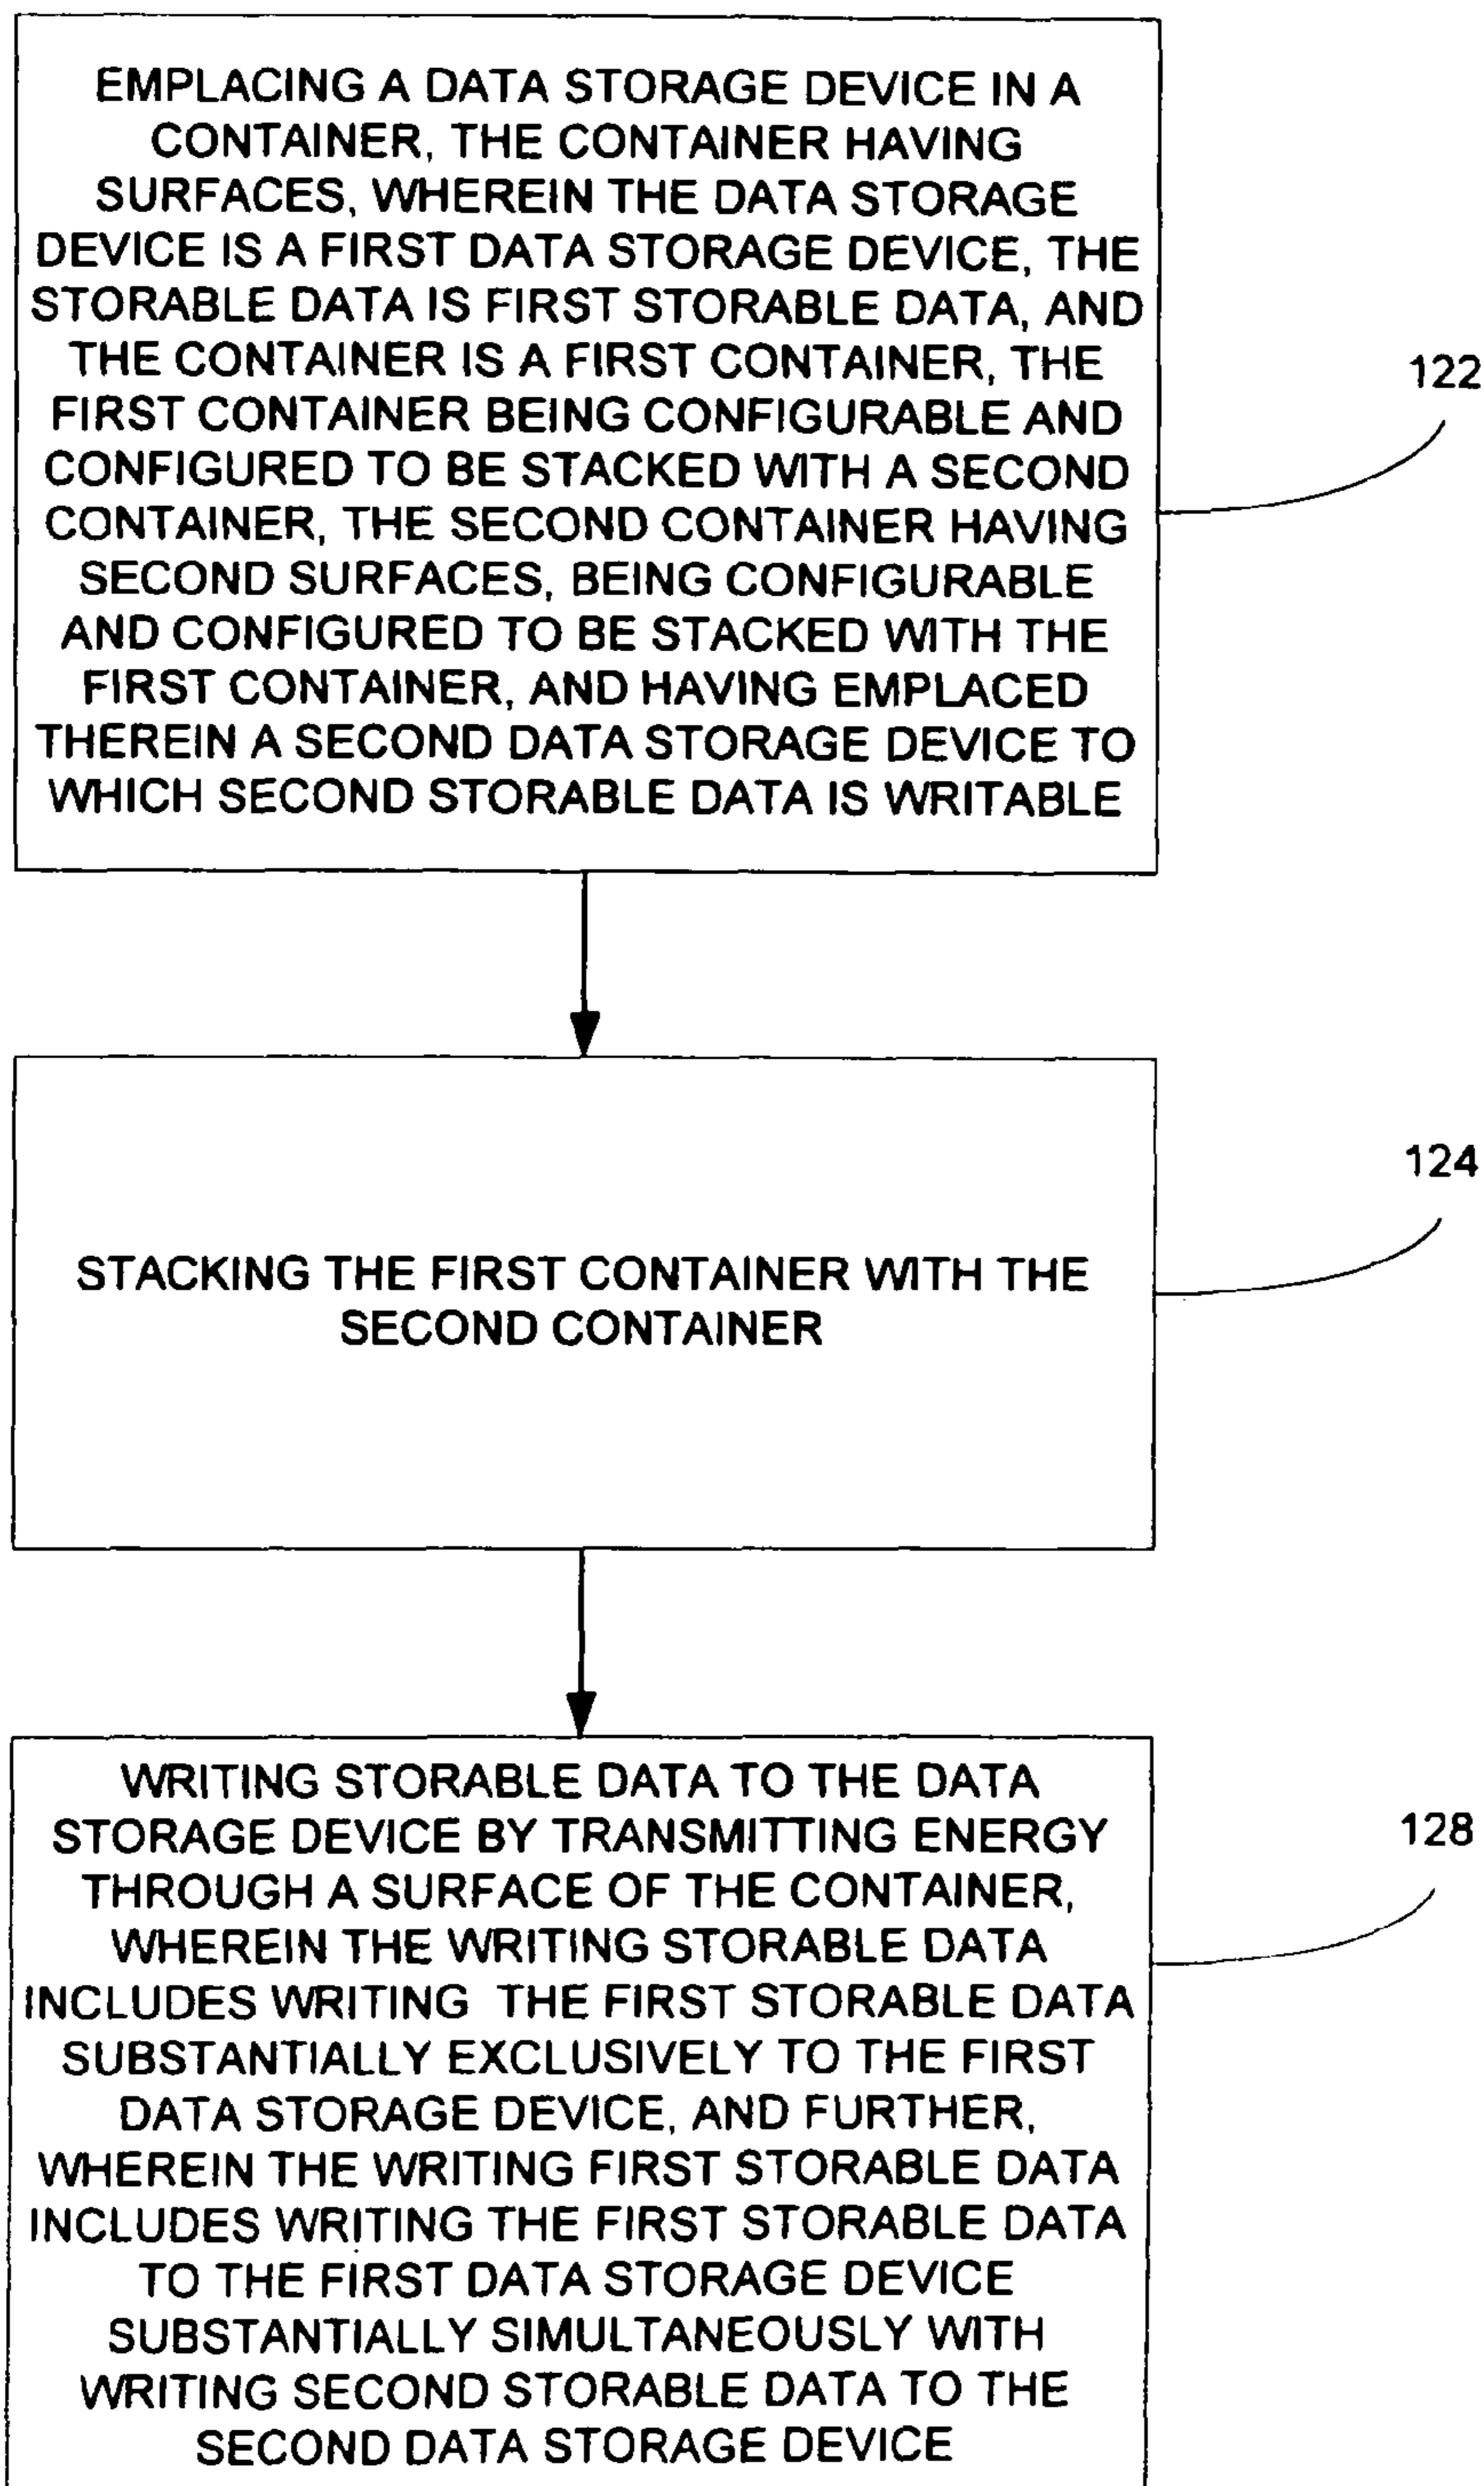 EMPLACING A DATA STORAGE DEVICE IN A
CONTAINER, THE CONTAINER HAVING
SURFACES, WHEREIN THE DATA STORAGE
DEVICE IS A FIRST DATA STORAGE DEVICE, THE
STORABLE DATA IS FIRST STORABLE DATA, AND
THE CONTAINER IS A FIRST CONTAINER, THE
FIRST CONTAINER BEING CONFIGURABLE AND
CONFIGURED TO BE STACKED WITH A SECOND
CONTAINER, THE SECOND CONTAINER HAVING
SECOND SURFACES, BEING CONFIGURABLE
AND CONFIGURED TO BE STACKED WITH THE
FIRST CONTAINER, AND HAVING EMPLACED
THEREIN A SECOND DATA STORAGE DEVICE TO
WHICH SECOND STORABLE DATA IS WRITABLE
122
STACKING THE FIRST CONTAINER WITH THE
SECOND CONTAINER
124
WRITING STORABLE DATA TO THE DATA
STORAGE DEVICE BY TRANSMITTING ENERGY
THROUGH A SURFACE OF THE CONTAINER,
WHEREIN THE WRITING STORABLE DATA
INCLUDES WRITING THE FIRST STORABLE DATA
SUBSTANTIALLY EXCLUSIVELY TO THE FIRST
DATA STORAGE DEVICE, AND FURTHER,
WHEREIN THE WRITING FIRST STORABLE DATA
INCLUDES WRITING THE FIRST STORABLE DATA
TO THE FIRST DATA STORAGE DEVICE
SUBSTANTIALLY SIMULTANEOUSLY WITH
WRITING SECOND STORABLE DATA TO THE
SECOND DATA STORAGE DEVICE
128